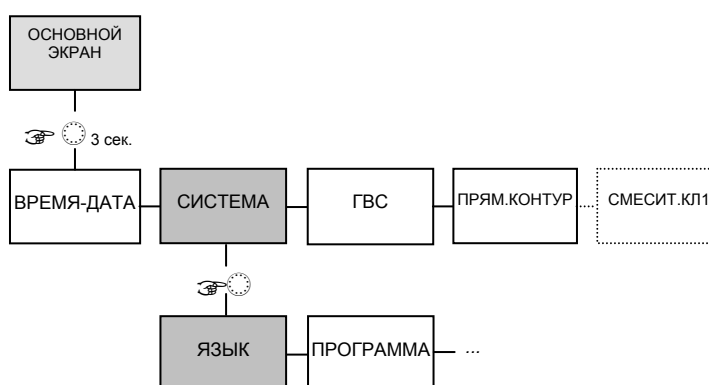 ОСНОВНОЙ
ЭКРАН
3 сек.
ВРЕМЯ-ДАТА
СИСТЕМА
ГВС
ПРЯМ.КОНТУР
СМЕСИТ.КЛ1
ЯЗЫК
ПРОГРАММА
...